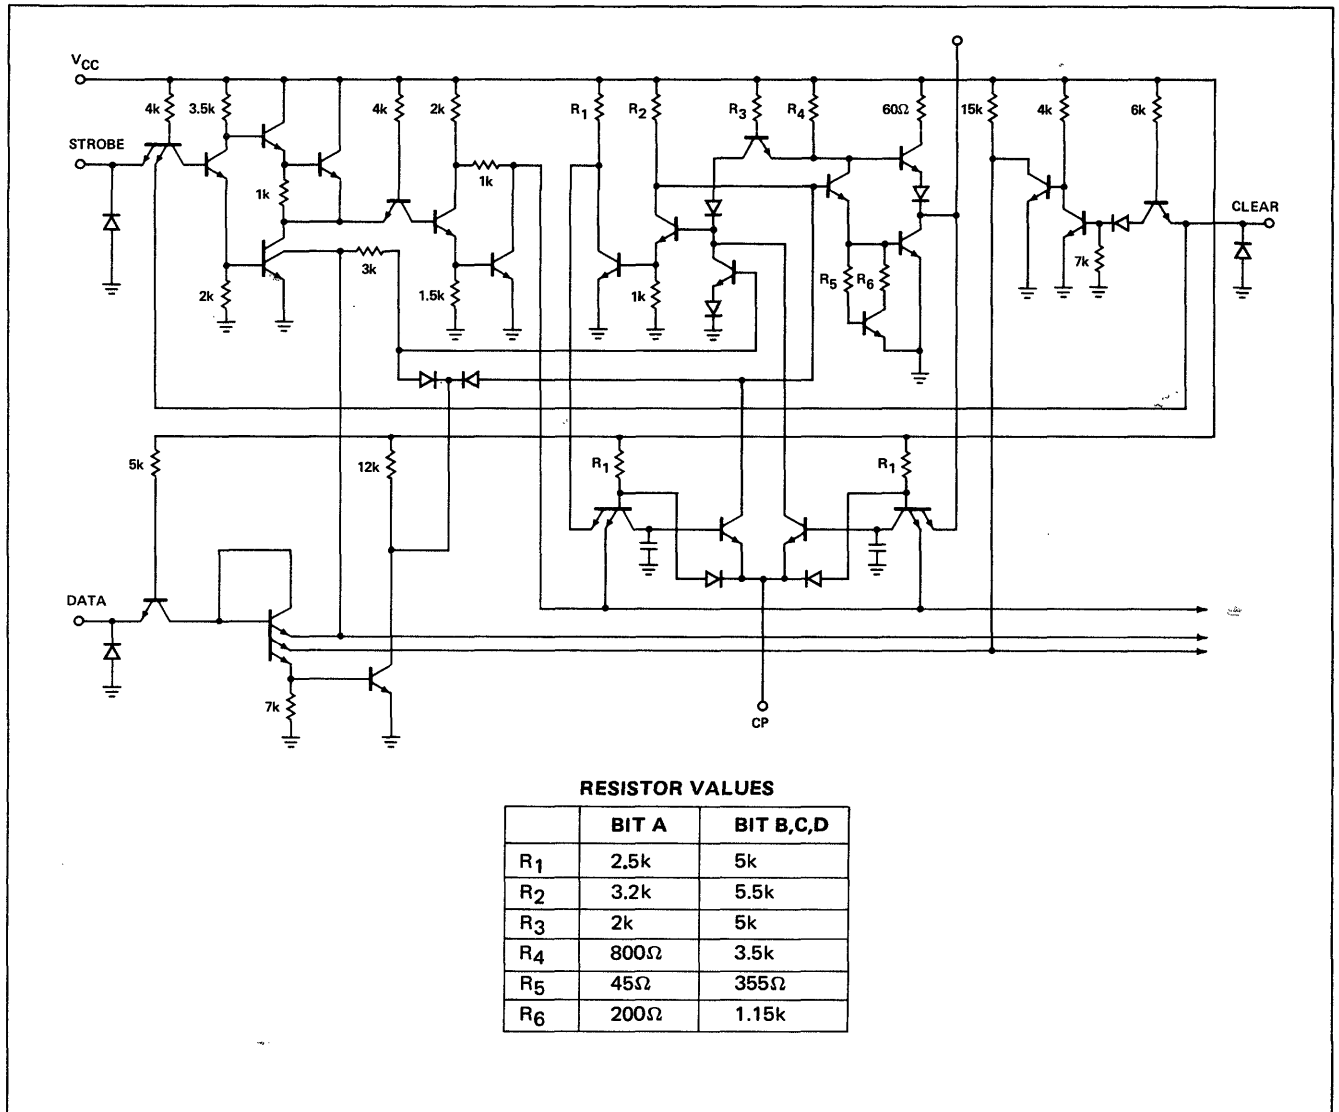 VCC
4k
3.5k
4k
2k
R1
R2
R3
R4
60Ω
15k
4k
6k
STROBE
1k
1k
CLEAR
3k
2k
1.5k
1k
R5
R6
7k
5k
12k
R1
R1
DATA
7k
CP
RESISTOR VALUES
BIT A BIT B,C,D
R1 2.5k 5k
R2 3.2k 5.5k
R3 2k 5k
R4 800Ω 3.5k
R5 45Ω 355Ω
R6 200Ω 1.15k